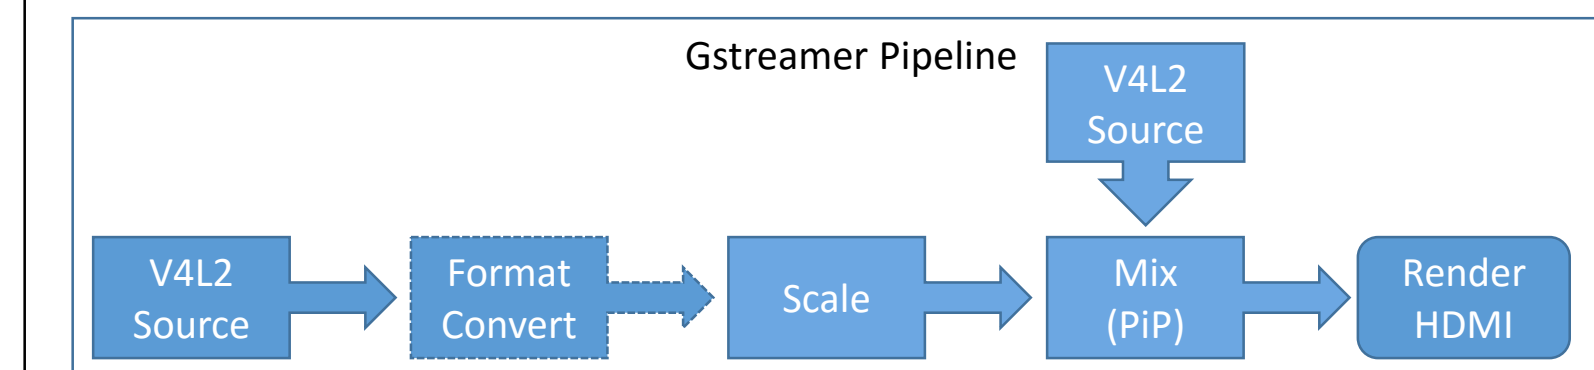 Gstreamer Pipeline
V4L2
Source
V4L2
Source
Format
Convert
Scale
Mix
(PiP)
Render
HDMI